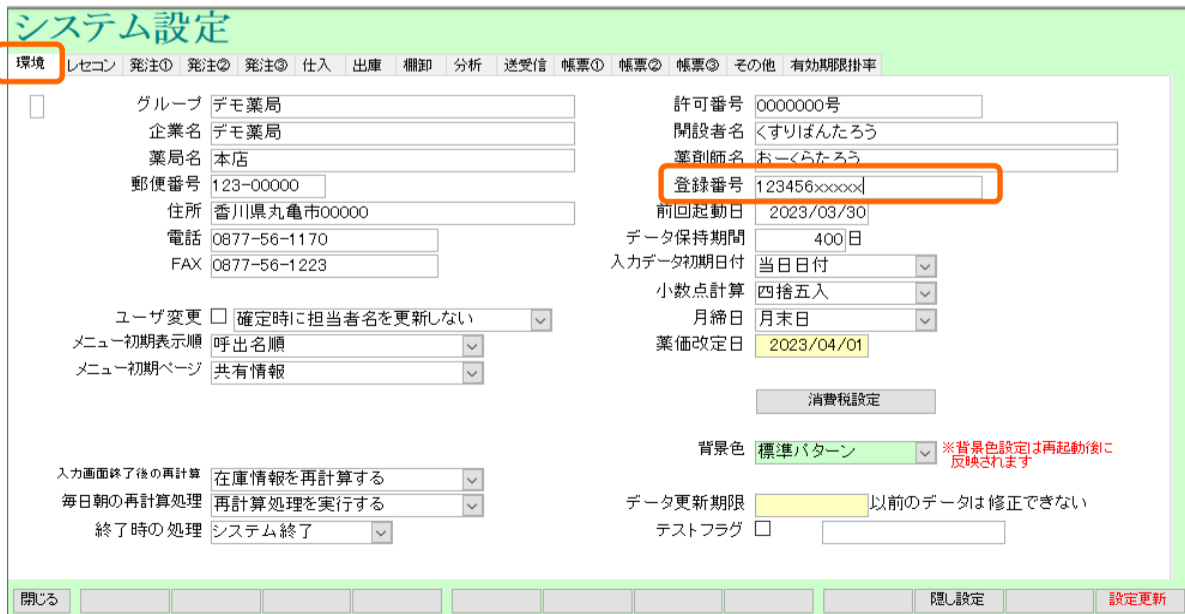 システム設定
環境 レセコン 発注① 発注② 発注③ 仕入 出庫 棚卸 分析 送受信 帳票① 帳票② 帳票③ その他 有効期限掛率
グループ デモ薬局
企業名 デモ薬局
薬局名 本店
郵便番号 123-00000
住所 香川県丸亀市00000
電話 0877-56-1170
FAX 0877-56-1223
ユーザ変更 確定時に担当者名を更新しない
メニュー初期表示順 呼出名順
メニュー初期ページ 共有情報
入力画面終了後の再計算 在庫情報を再計算する
毎日朝の再計算処理 再計算処理を実行する
終了時の処理 システム終了
許可番号 0000000号
開設者名 くすりばんたろう
薬剤師名 おーくらたろう
登録番号 123456xxxxx
前回起動日 2023/03/30
データ保持期間 400 日
入力データ初期日付 当日日付
小数点計算 四捨五入
月締日 月末日
薬価改定日 2023/04/01
消費税設定
背景色 標準パターン ※背景色設定は再起動後に
反映されます
データ更新期限 以前のデータは修正できない
テストフラグ
閉じる 隠し設定 設定更新